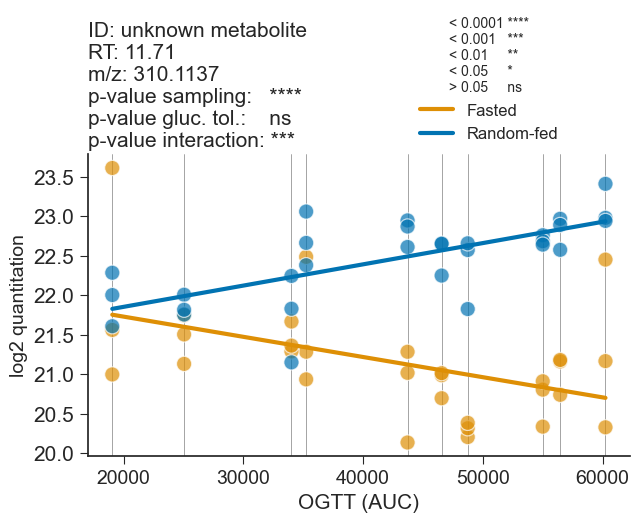 ID: unknown metabolite
RT: 11.71
m/z: 310.1137
p-value sampling: ****
p-value gluc. tol.: ns
p-value interaction: ***
< 0.0001 ****
< 0.001 ***
< 0.01 **
< 0.05 *
> 0.05 ns
Fasted
Random-fed
log2 quantitation
23.5
23.0
22.5
22.0
21.5
21.0
20.5
20.0
20000 30000 40000 50000 60000
OGTT (AUC)